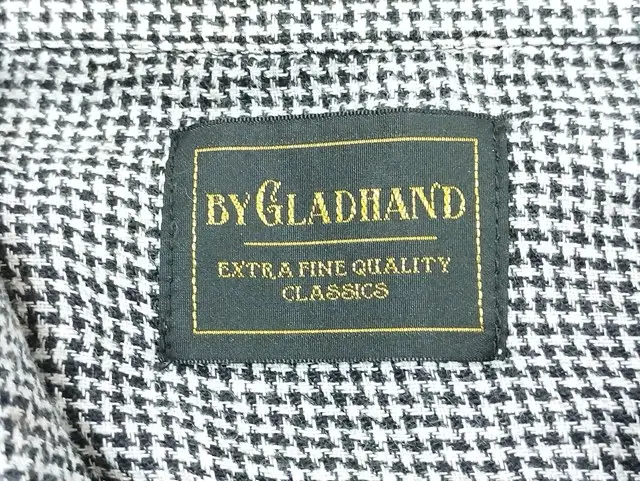 BY GLADHAND
EXTRA FINE QUALITY
CLASSICS